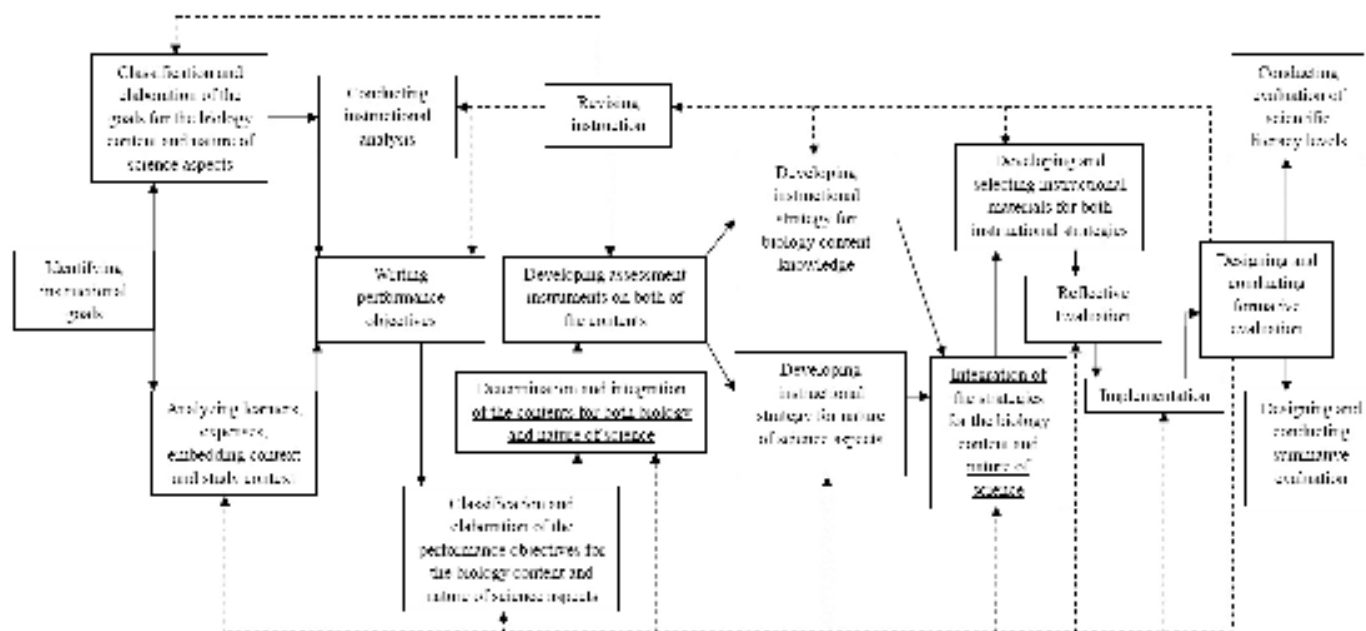 Classification and
elaboration of the
goals for the biology
content and nature of
science aspects
Conducting
instructional
analysis
Revising
instruction
Conducting
evaluation of
scientific
literacy levels
Developing
instructional
strategy for
biology content
knowledge
Developing and
selecting instructional
materials for both
instructional strategies
Identifying
instructional
goals
Writing
performance
objectives
Developing assessment
instruments on both of
the contents
Reflective
Evaluation
Designing and
conducting
formative
evaluation
Analyzing learners,
embedding context
and study context
Determination and integration
of the contents for both biology
and nature of science
Developing
instructional
strategy for nature
of science aspects
Integration of
the strategies
for the biology
content and
nature of
science
Implementation
Designing and
conducting
summative
evaluation
Classification and
elaboration of the
performance objectives for
the biology content and
nature of science aspects